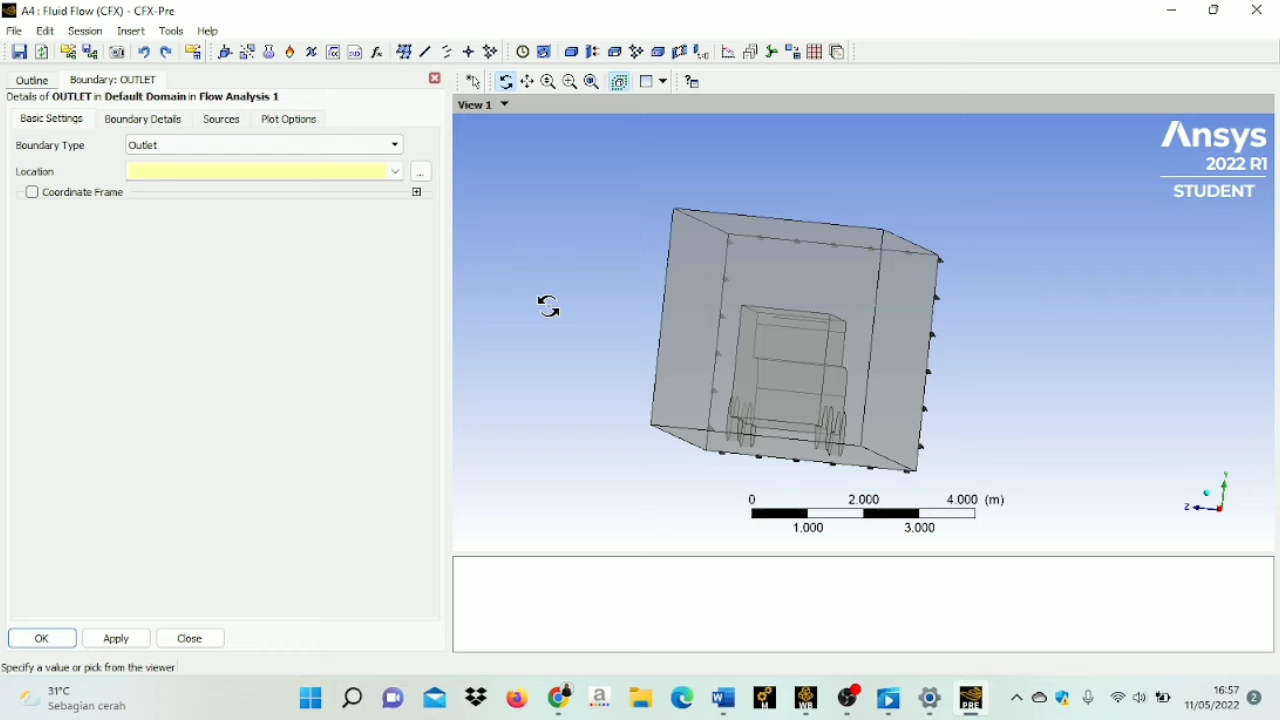 A4 : Fluid Flow (CFX) - CFX-Pre
File Edit Session Insert Tools Help
Outline Boundary: OUTLET
Details of OUTLET in Default Domain in Flow Analysis 1
Basic Settings Boundary Details Sources Plot Options
Boundary Type Outlet
Location ...
Coordinate Frame
OK Apply Close
Specify a value or pick from the viewer
View 1
Ansys
2022 R1
STUDENT
0 2.000 4.000 (m)
1.000 3.000
Y
Z
31°C
Sebagian cerah
a
W
M
WB
PRE
16:57
11/05/2022
2